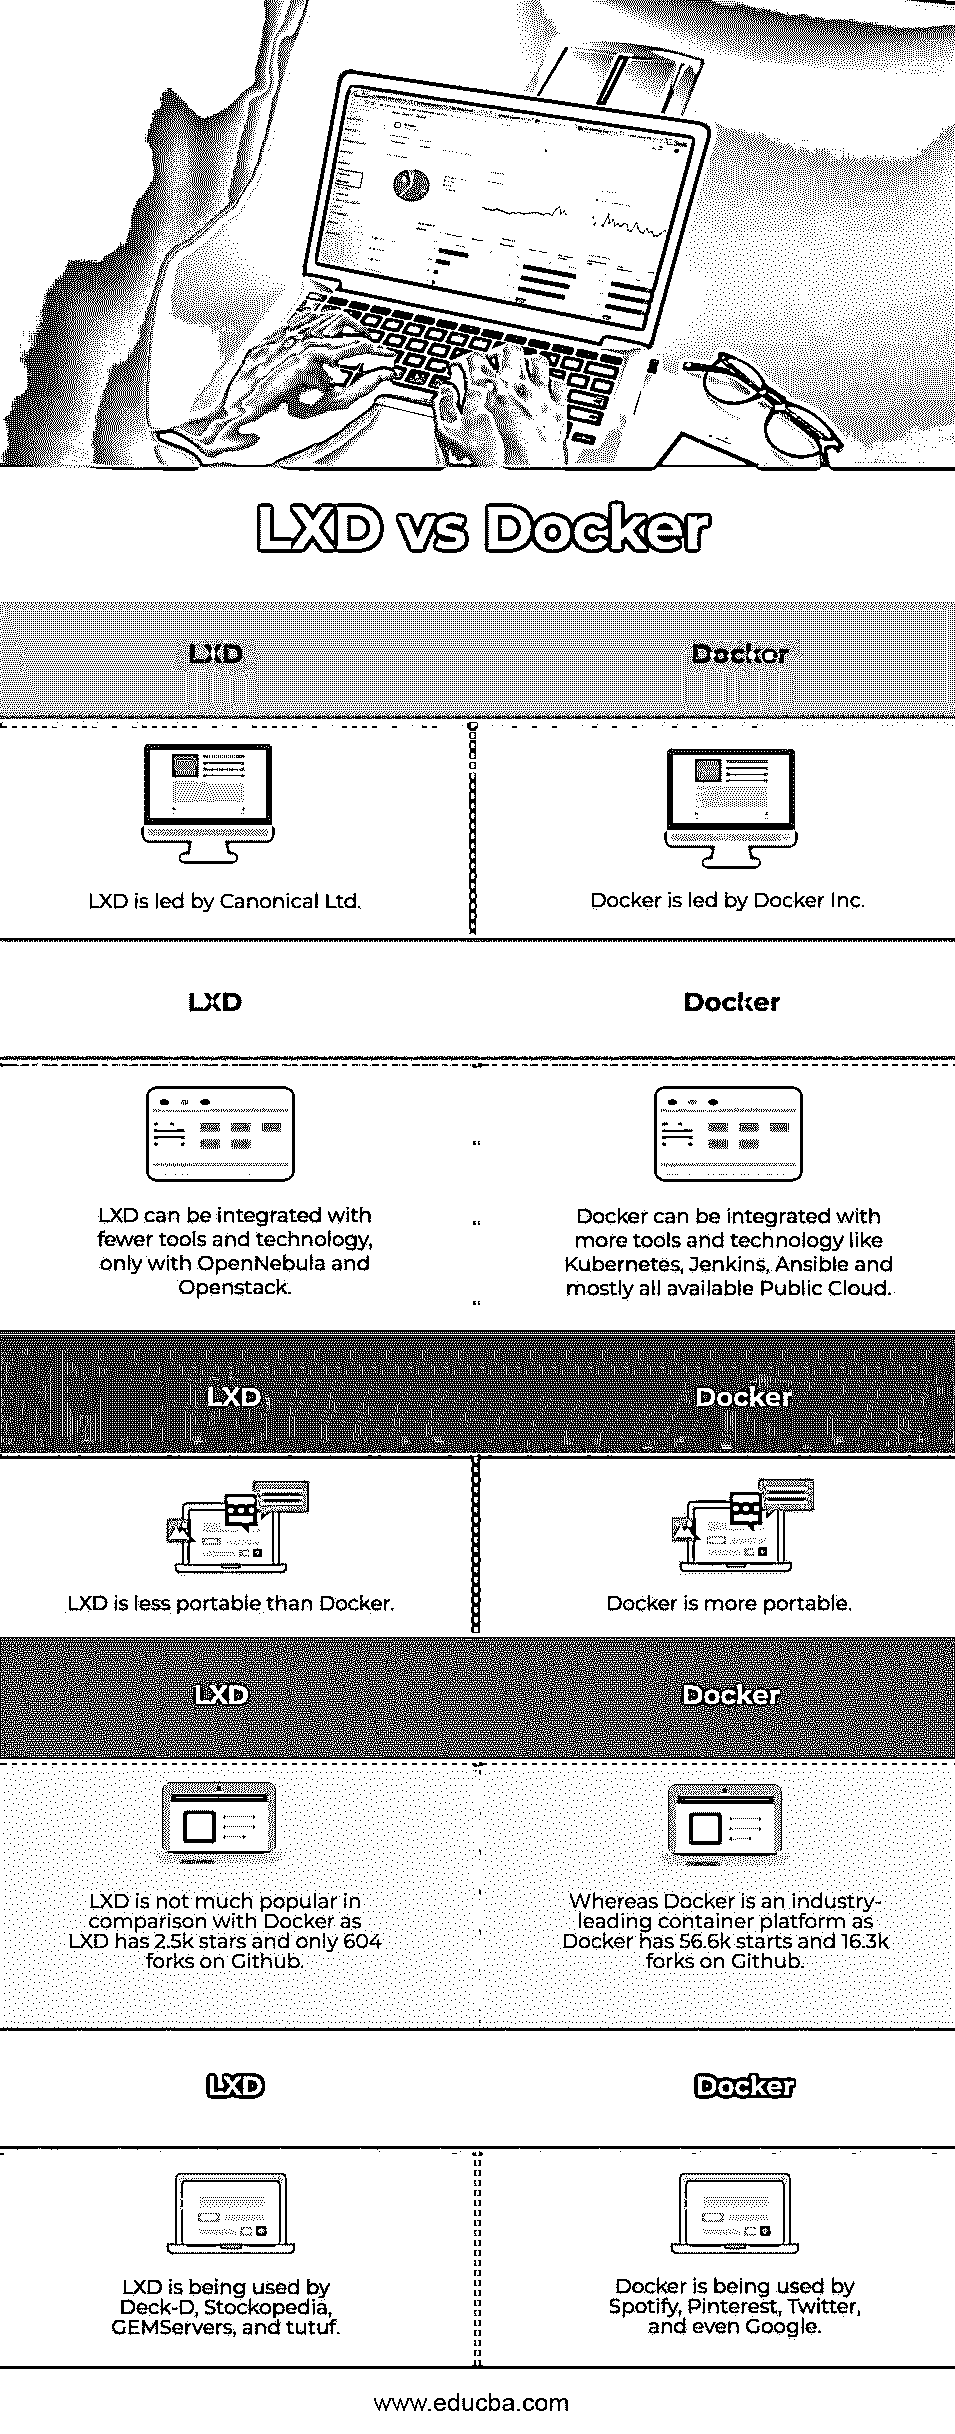 LXD vs Docker
LXD Docker
LXD is led by Canonical Ltd.
Docker is led by Docker Inc.
LXD Docker
LXD can be integrated with
fewer tools and technology,
only with OpenNebula and
Openstack.
Docker can be integrated with
more tools and technology like
Kubernetes, Jenkins, Ansible and
mostly all available Public Cloud.
LXD Docker
LXD is less portable than Docker.
Docker is more portable.
LXD Docker
LXD is not much popular in
comparison with Docker as
LXD has 2.5k stars and only 604
forks on Github.
Whereas Docker is an industry-
leading container platform as
Docker has 56.6k starts and 16.3k
forks on Github.
LXD Docker
LXD is being used by
Deck-D, Stockopedia,
GEMServers, and tutuf.
Docker is being used by
Spotify, Pinterest, Twitter,
and even Google.
www.educba.com